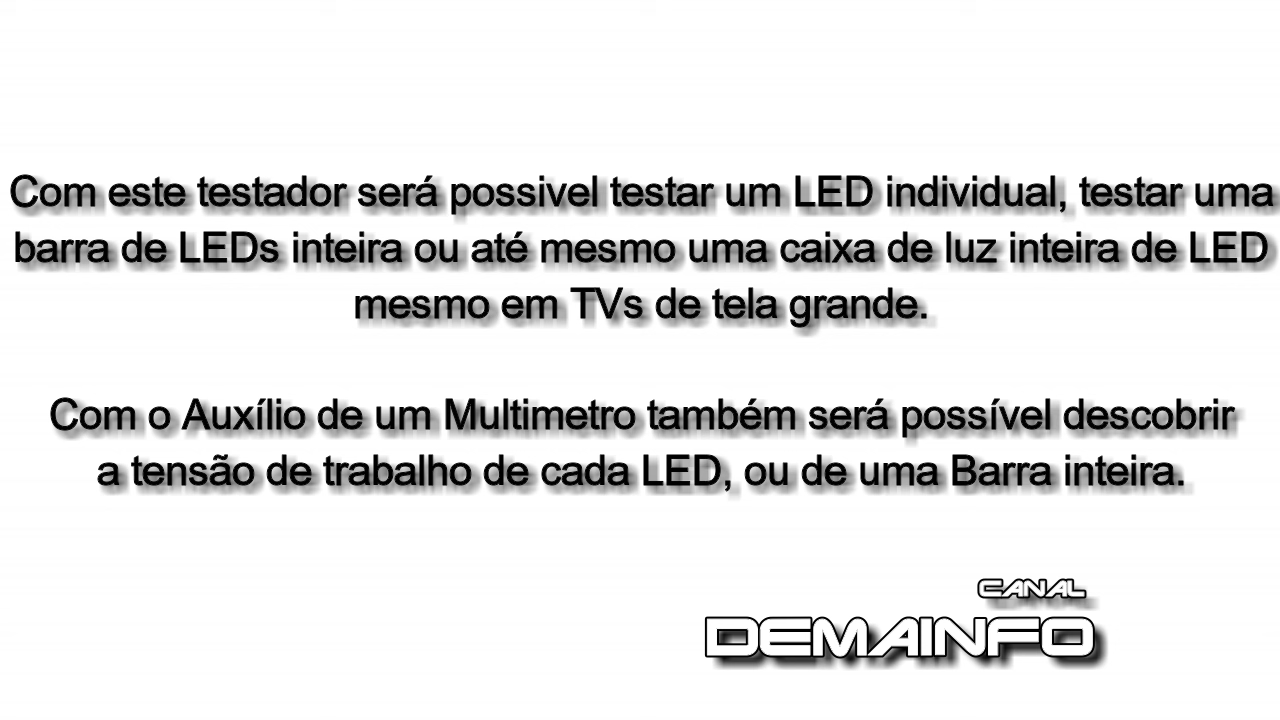 Com este testador será possivel testar um LED individual, testar uma
barra de LEDs inteira ou até mesmo uma caixa de luz inteira de LED
mesmo em TVs de tela grande.
Com o Auxílio de um Multimetro também será possível descobrir
a tensão de trabalho de cada LED, ou de uma Barra inteira.
CANAL
DEMAINFO